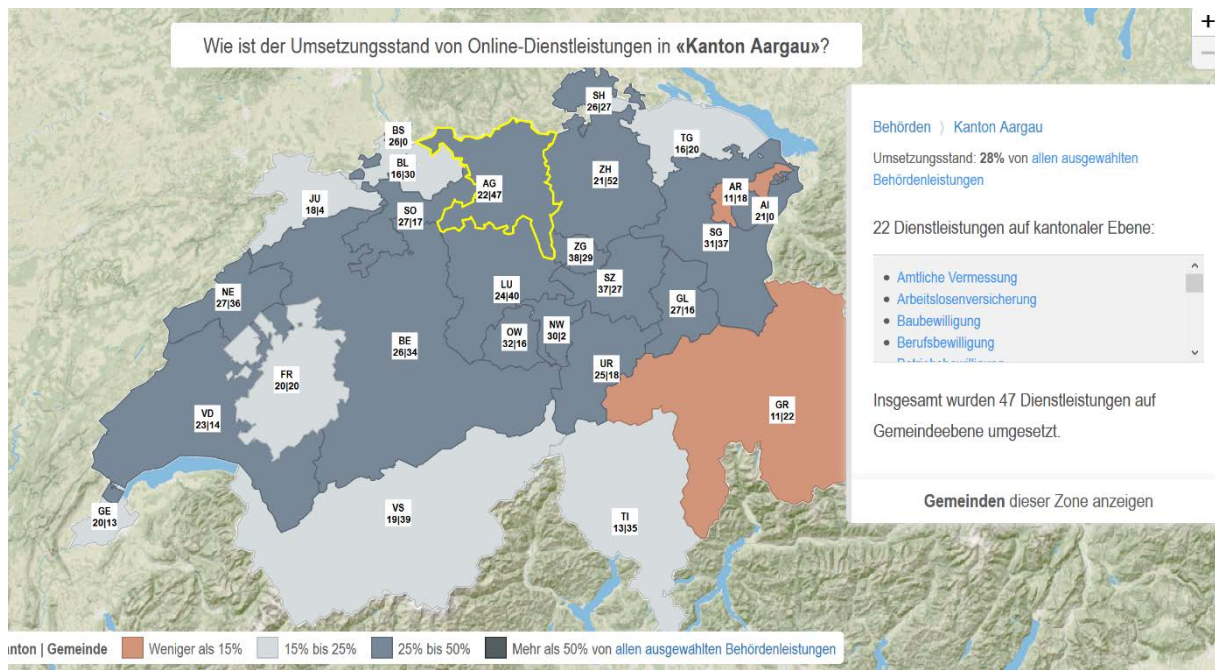 Wie ist der Umsetzungsstand von Online-Dienstleistungen in «Kanton Aargau»?
+
−
SH
26|27
BS
26|0
TG
16|20
BL
16|30
ZH
21|52
AG
22|47
AR
11|18
AI
21|0
JU
18|4
SO
27|17
SG
31|37
ZG
38|29
SZ
37|27
LU
24|40
NE
27|36
GL
27|16
NW
30|2
OW
32|16
BE
26|34
UR
25|18
FR
20|20
GR
11|22
VD
23|14
VS
19|39
TI
13|35
GE
20|13
Behörden 〉 Kanton Aargau
Umsetzungsstand: 28% von allen ausgewählten
Behördenleistungen
22 Dienstleistungen auf kantonaler Ebene:
• Amtliche Vermessung
• Arbeitslosenversicherung
• Baubewilligung
• Berufsbewilligung
Insgesamt wurden 47 Dienstleistungen auf
Gemeindeebene umgesetzt.
Gemeinden dieser Zone anzeigen
anton | Gemeinde Weniger als 15% 15% bis 25% 25% bis 50% Mehr als 50% von allen ausgewählten Behördenleistungen